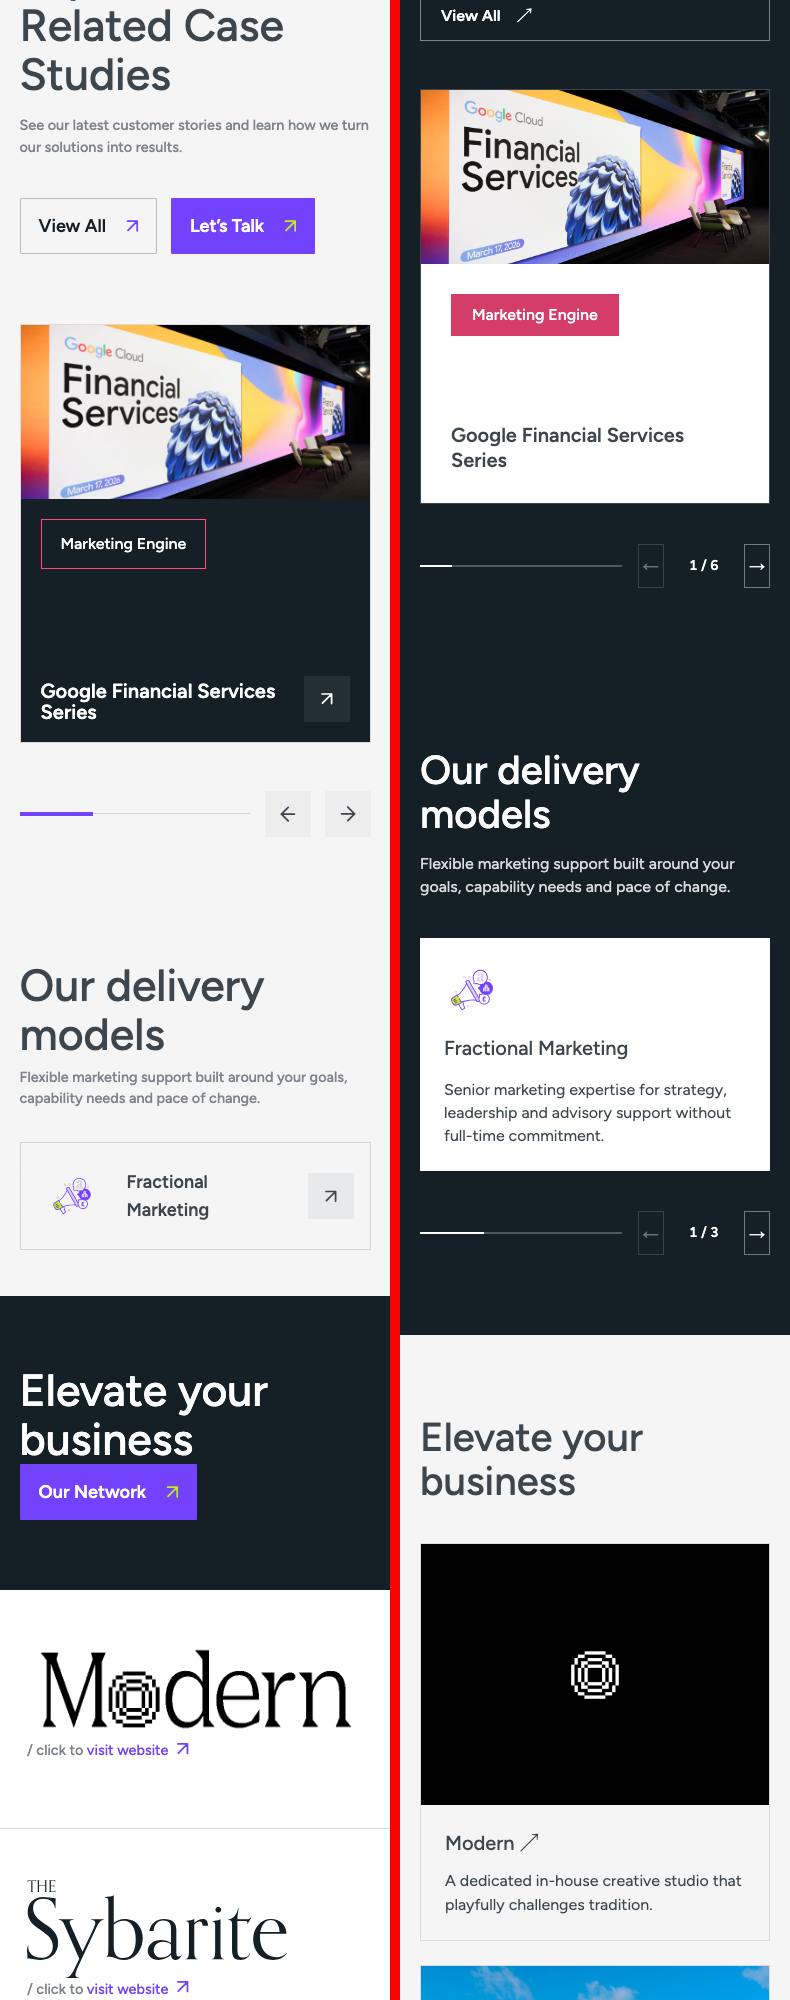 Related Case
Studies
See our latest customer stories and learn how we turn
our solutions into results.
View All
Let's Talk
Google Cloud
Financial
Services
March 17, 2026
Marketing Engine
Google Financial Services
Series
Our delivery
models
Flexible marketing support built around your goals,
capability needs and pace of change.
Fractional
Marketing
Elevate your
business
Our Network
Modern
/ click to visit website
THE
Sybarite
/ click to visit website
View All
Google Cloud
Financial
Services
March 17, 2026
Marketing Engine
Google Financial Services
Series
← 1 / 6 →
Our delivery
models
Flexible marketing support built around your
goals, capability needs and pace of change.
Fractional Marketing
Senior marketing expertise for strategy,
leadership and advisory support without
full-time commitment.
← 1 / 3 →
Elevate your
business
Modern
A dedicated in-house creative studio that
playfully challenges tradition.